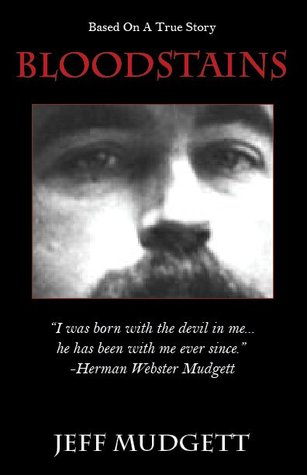 Based On A True Story
BLOODSTAINS
“I was born with the devil in me...
he has been with me ever since.”
-Herman Webster Mudgett
JEFF MUDGETT